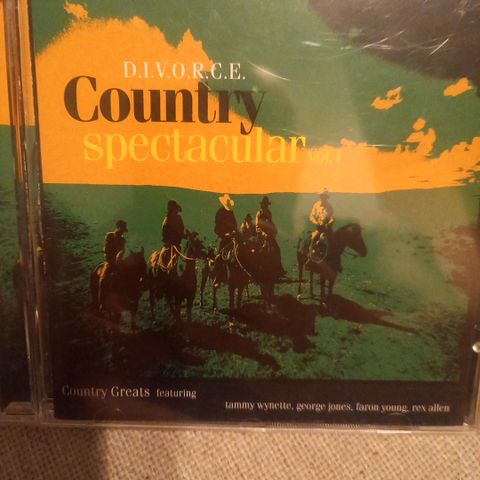 D.I.V.O.R.C.E.
Country
spectacular VOL.1
Country Greats featuring
tammy wynette, george jones, faron young, rex allen